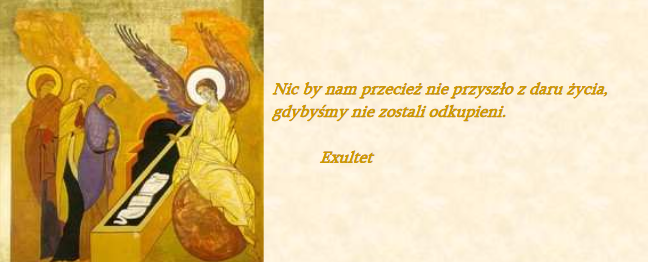 Nic by nam przecież nie przyszło z daru życia,
gdybyśmy nie zostali odkupieni.
Exultet